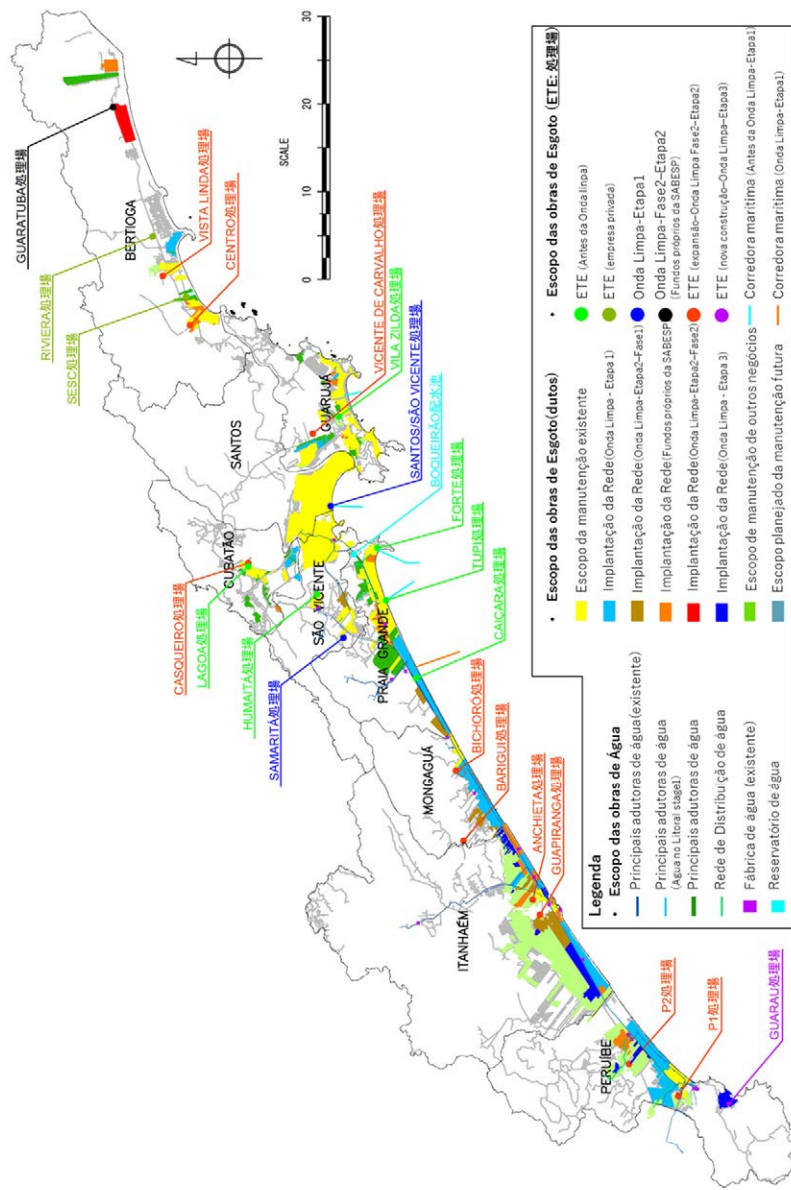 GUARATUBA処理場
RIVIERA処理場
BERTIOGA
SESC処理場
VISTA LINDA処理場
CENTRO処理場
SANTOS
VICENTE DE CARVALHO処理場
VILA ZILDA処理場
GUARUJÁ
SANTOS/SÃO VICENTE処理場
BOQUEIRÃO配水池
FORTE処理場
TUPI処理場
CAIÇARA処理場
CASQUEIRO処理場
CUBATÃO
LAGOA処理場
HUMAITÁ処理場
SÃO VICENTE
SAMARITÁ処理場
PRAIA GRANDE
MONGAGUÁ
BICHORÓ処理場
BARIGUI処理場
ITANHAÉM
ANCHIETA処理場
GUAPIRANGA処理場
PERUÍBE
P2処理場
P1処理場
GUARAU処理場
SCALE
0 5 10 20 30
Legenda
• Escopo das obras de Água
Principais adutoras de água(existente)
Principais adutoras de água
(Agua no Litoral stage1)
Principais adutoras de água
Rede de Distribuição de água
Fábrica de água (existente)
Reservatório de água
• Escopo das obras de Esgoto(dutos)
Escopo da manutenção existente
Implantação da Rede(Onda Limpa - Etapa 1)
Implantação da Rede(Onda Limpa-Etapa2-Fase1)
Implantação da Rede(Fundos próprios da SABESP)
Implantação da Rede(Onda Limpa-Etapa2-Fase2)
Implantação da Rede(Onda Limpa - Etapa 3)
Escopo de manutenção de outros negócios
Escopo planejado da manutenção futura
• Escopo das obras de Esgoto (ETE: 処理場)
ETE (Antes da Onda linpa)
ETE (empresa privada)
Onda Limpa-Etapa1
Onda Limpa-Fase2-Etapa2
(Fundos próprios da SABESP)
ETE (expansão-Onda Limpa Fase2-Etapa2)
ETE (nova construção-Onda Limpa-Etapa3)
Corredora marítima (Antes da Onda Limpa-Etapa1)
Corredora marítima (Onda Limpa-Etapa1)